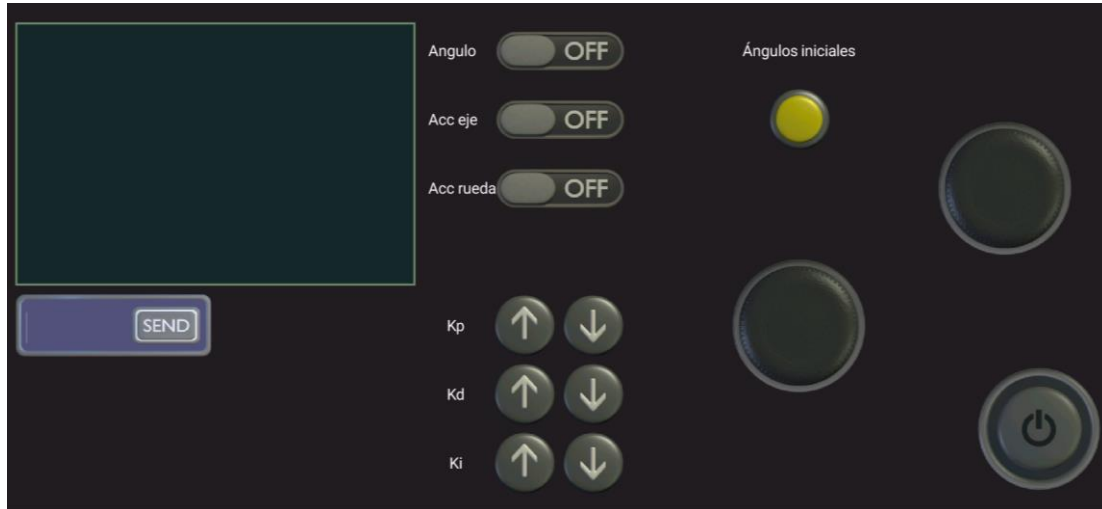 Angulo OFF
Ángulos iniciales
Acc eje OFF
Acc rueda OFF
SEND
Kp
Kd
Ki